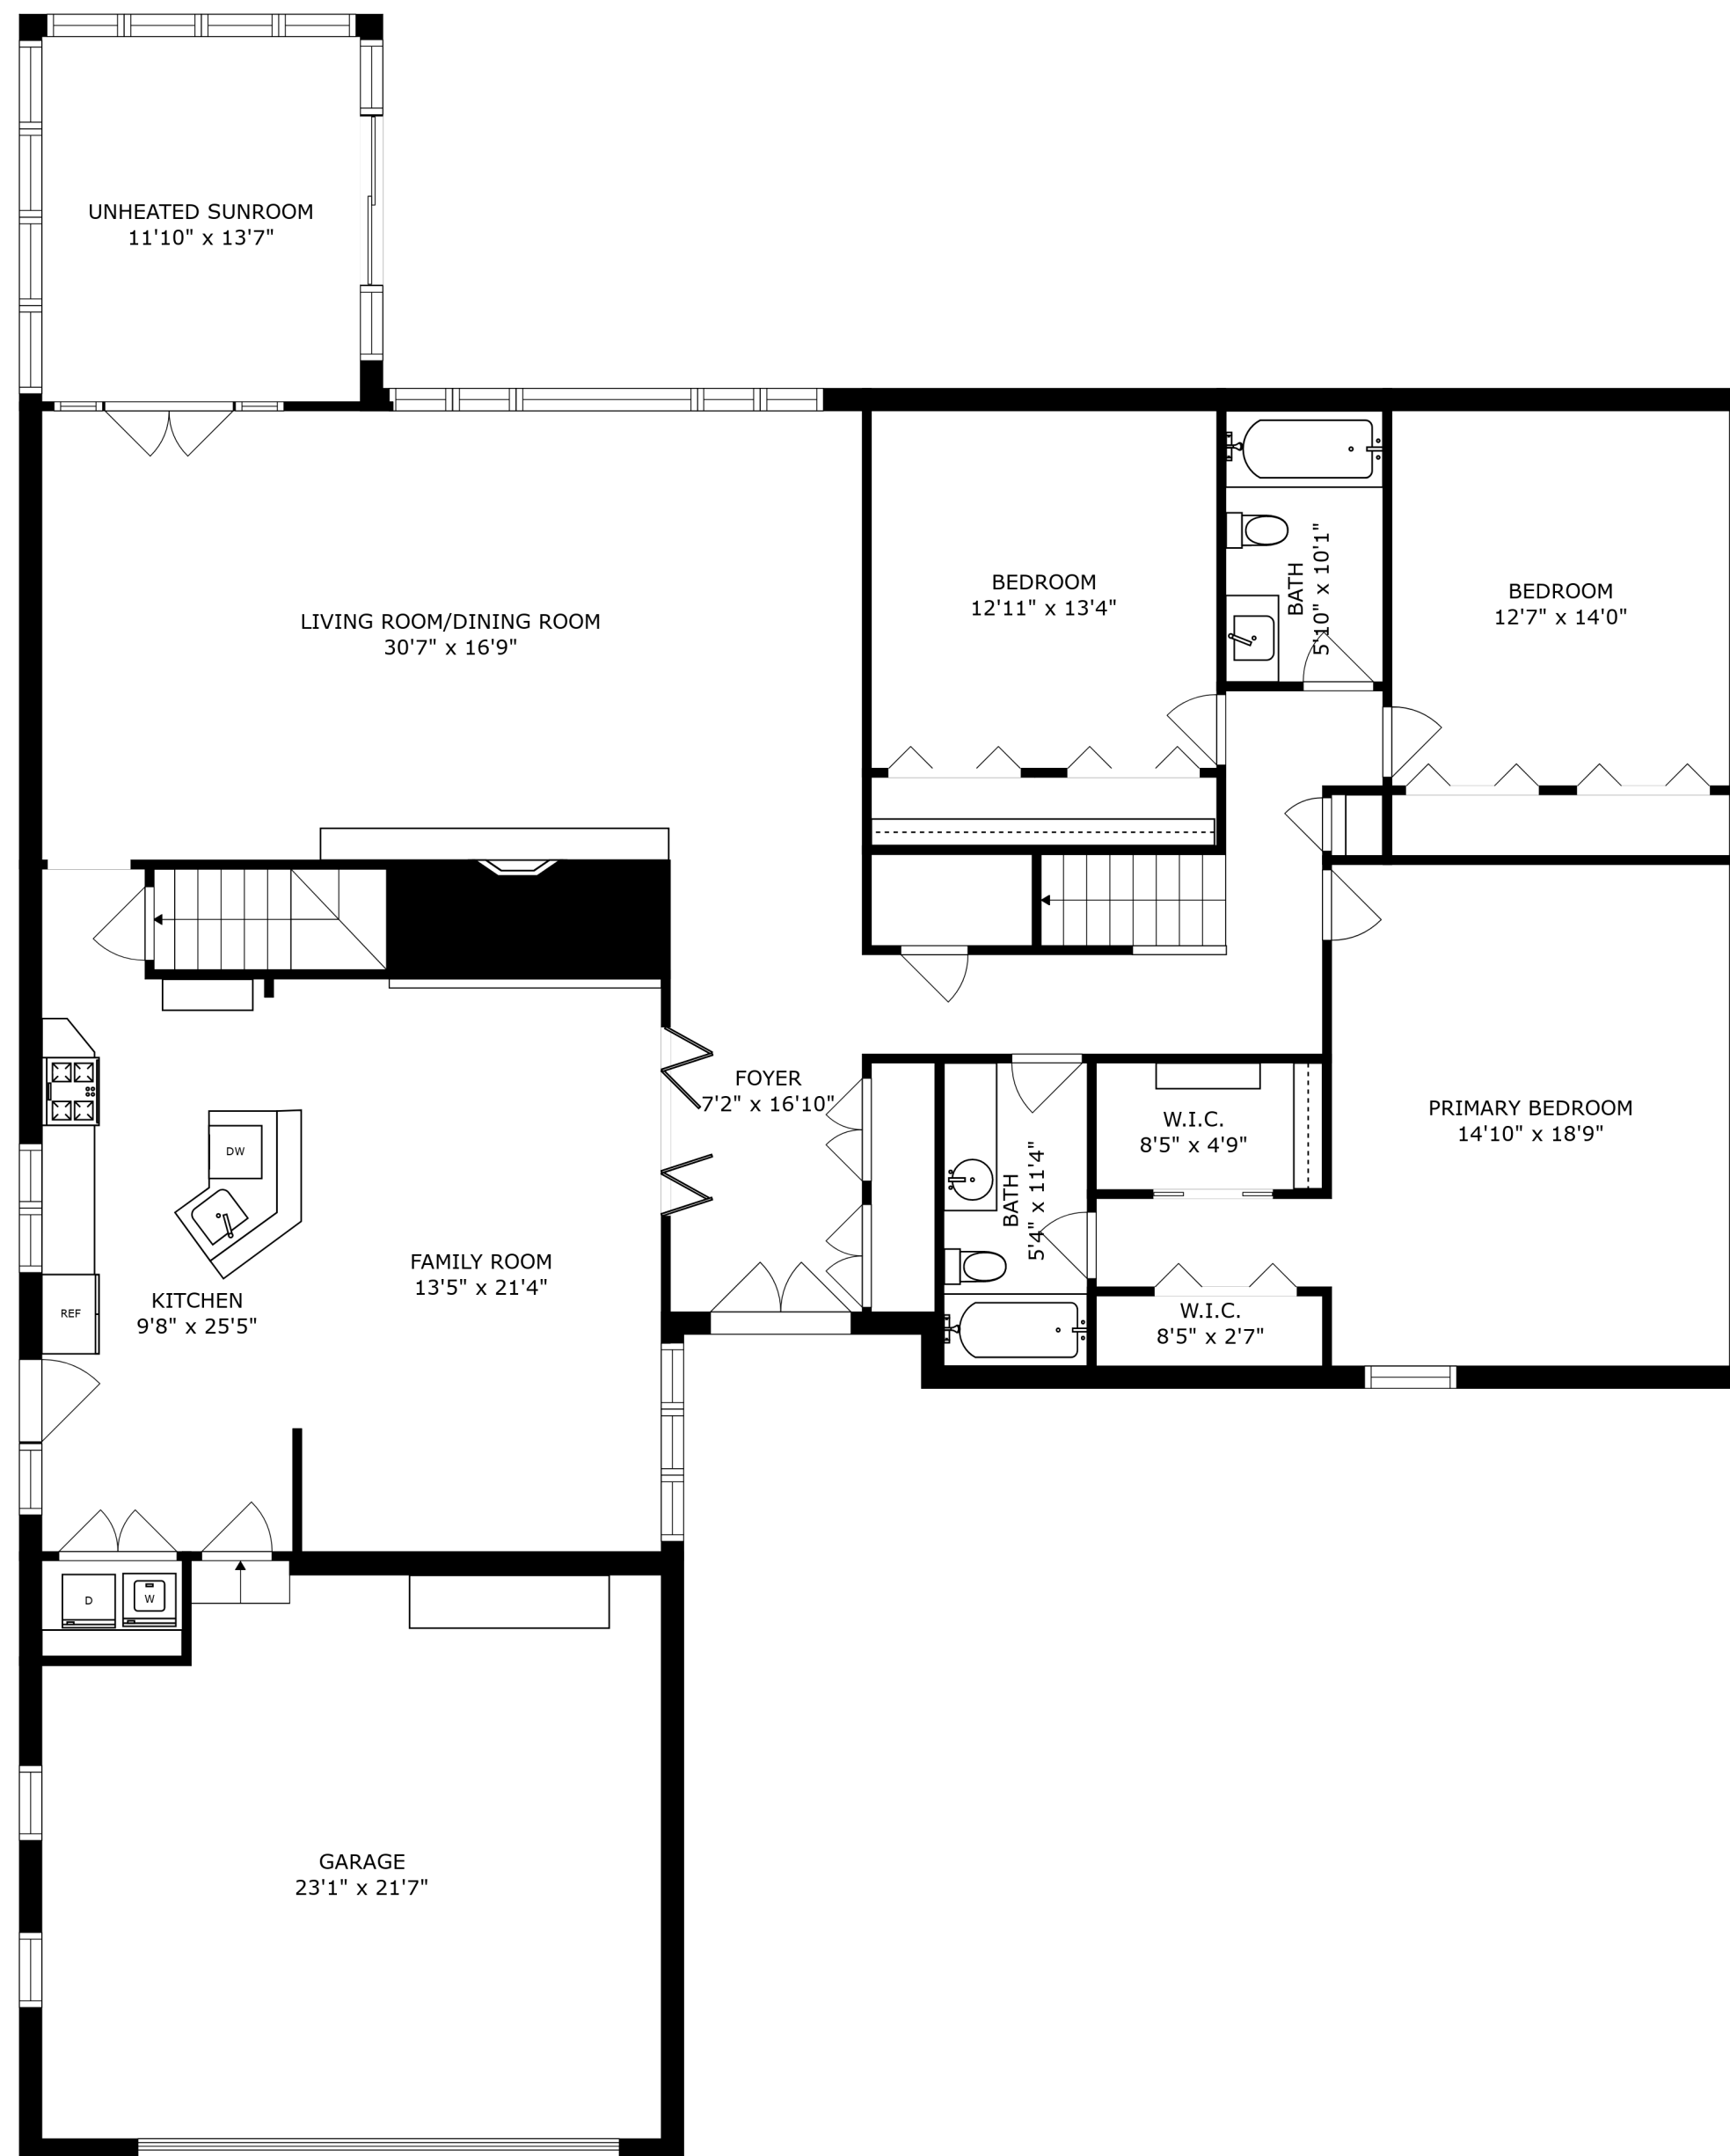 UNHEATED SUNROOM
11'10" x 13'7"
LIVING ROOM/DINING ROOM
30'7" x 16'9"
BEDROOM
12'11" x 13'4"
BATH
5'10" x 10'1"
BEDROOM
12'7" x 14'0"
FOYER
7'2" x 16'10"
W.I.C.
8'5" x 4'9"
PRIMARY BEDROOM
14'10" x 18'9"
DW
BATH
5'4" x 11'4"
FAMILY ROOM
13'5" x 21'4"
KITCHEN
9'8" x 25'5"
REF
W.I.C.
8'5" x 2'7"
D
W
GARAGE
23'1" x 21'7"